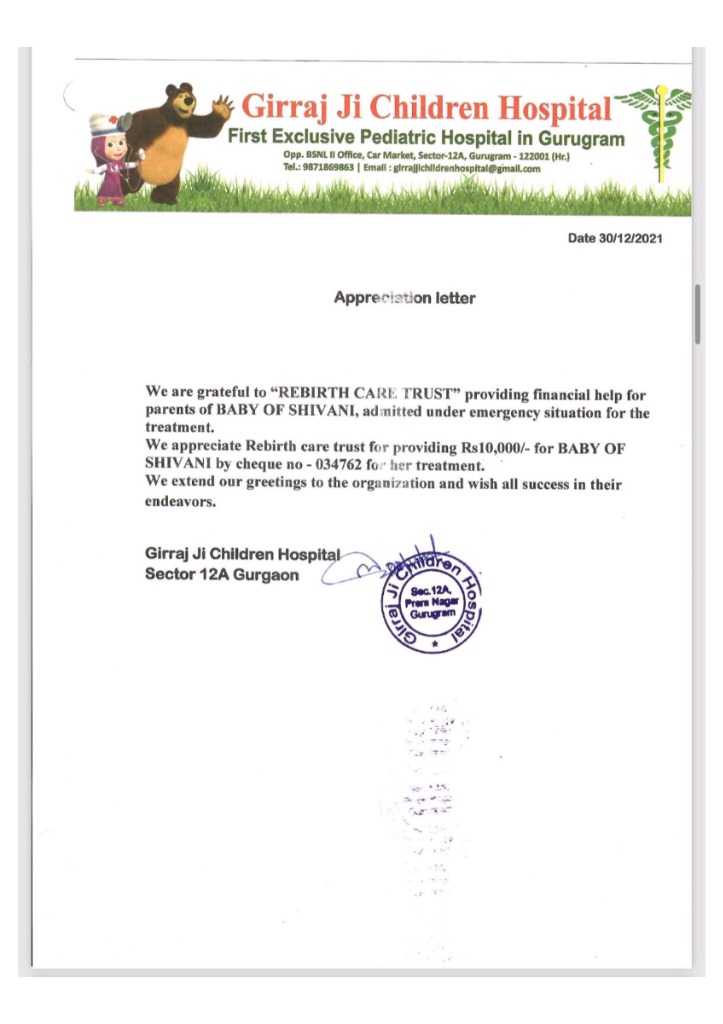 Girraj Ji Children Hospital
First Exclusive Pediatric Hospital in Gurugram
Opp. BSNL II Office, Car Market, Sector-12A, Gurugram - 122001 (Hr.)
Tel.: 9871869863 | Email : girrajjichildrenhospital@gmail.com
Date 30/12/2021
Appreciation letter
We are grateful to “REBIRTH CARE TRUST” providing financial help for
parents of BABY OF SHIVANI, admitted under emergency situation for the
treatment.
We appreciate Rebirth care trust for providing Rs10,000/- for BABY OF
SHIVANI by cheque no - 034762 for her treatment.
We extend our greetings to the organization and wish all success in their
endeavors.
Girraj Ji Children Hospital
Sector 12A Gurgaon
Girraj Ji Children Hospital
Sec.12A,
Prem Nagar
Gurugram